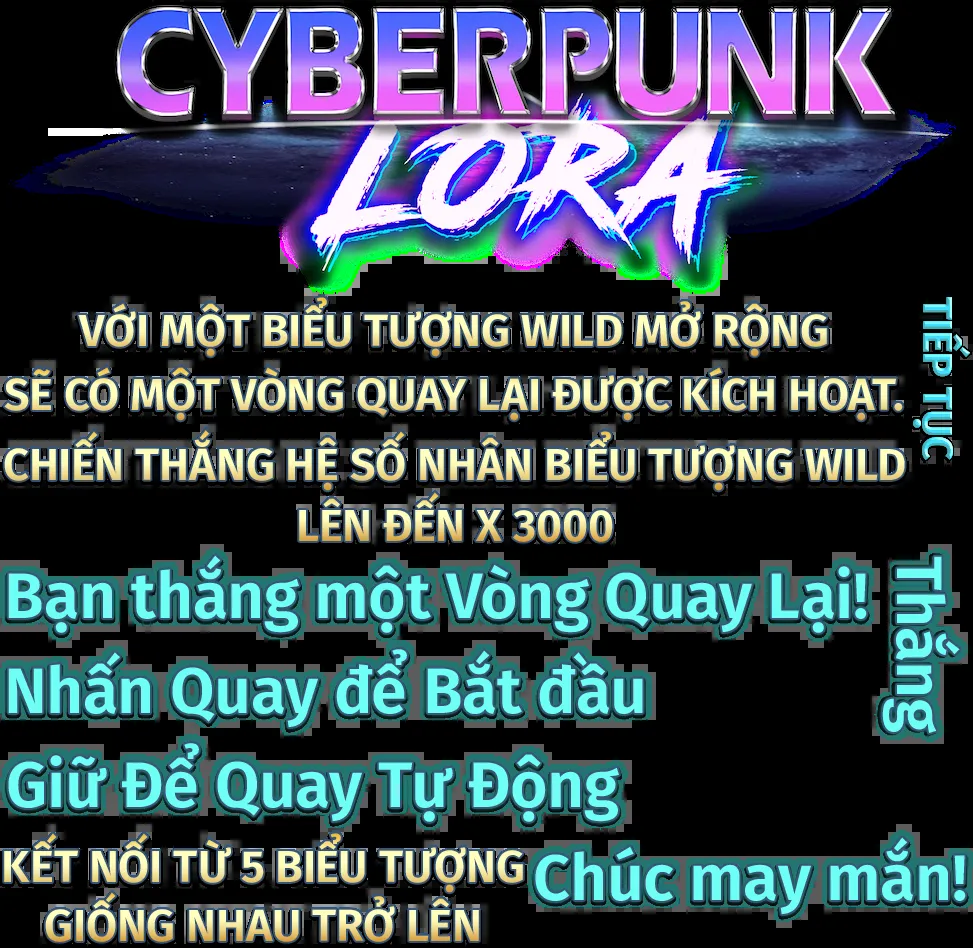 CYBERPUNK
LORA
VỚI MỘT BIỂU TƯỢNG WILD MỞ RỘNG
SẼ CÓ MỘT VÒNG QUAY LẠI ĐƯỢC KÍCH HOẠT.
CHIẾN THẮNG HỆ SỐ NHÂN BIỂU TƯỢNG WILD
LÊN ĐẾN X 3000
TIẾP TỤC
Bạn thắng một Vòng Quay Lại!
Thắng
Nhấn Quay để Bắt đầu
Giữ Để Quay Tự Động
KẾT NỐI TỪ 5 BIỂU TƯỢNG
GIỐNG NHAU TRỞ LÊN
Chúc may mắn!